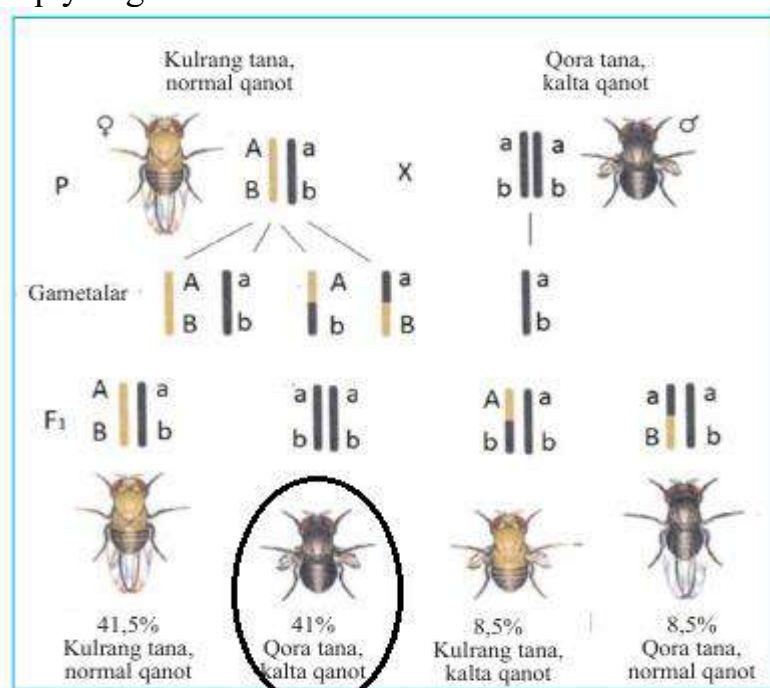 Kulrang tana,
normal qanot
Qora tana,
kalta qanot
♀
♂
A a
B b
a a
b b
P
X
Gametalar
A a A a a
B b b B b
F1
A a a a A a a a
B b b b b b B b
41,5%
Kulrang tana,
normal qanot
41%
Qora tana,
kalta qanot
8,5%
Kulrang tana,
kalta qanot
8,5%
Qora tana,
normal qanot